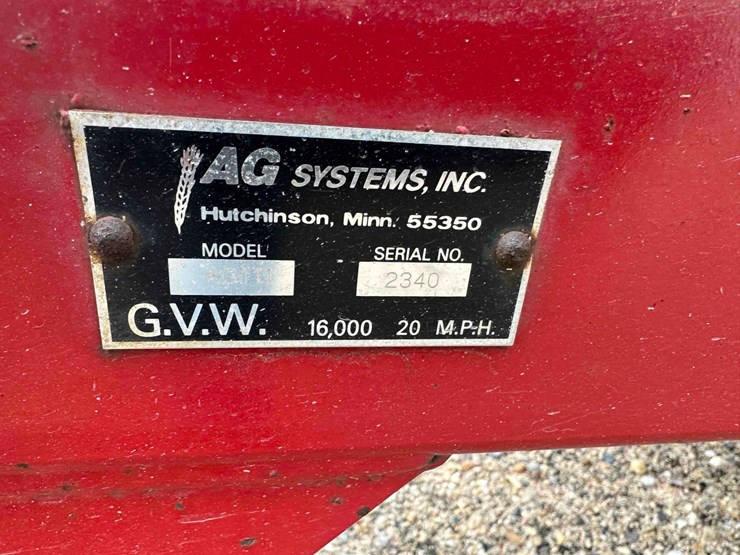 AG SYSTEMS, INC.
Hutchinson, Minn. 55350
MODEL SERIAL NO.
2340
G.V.W. 16,000 20 M.P.H.